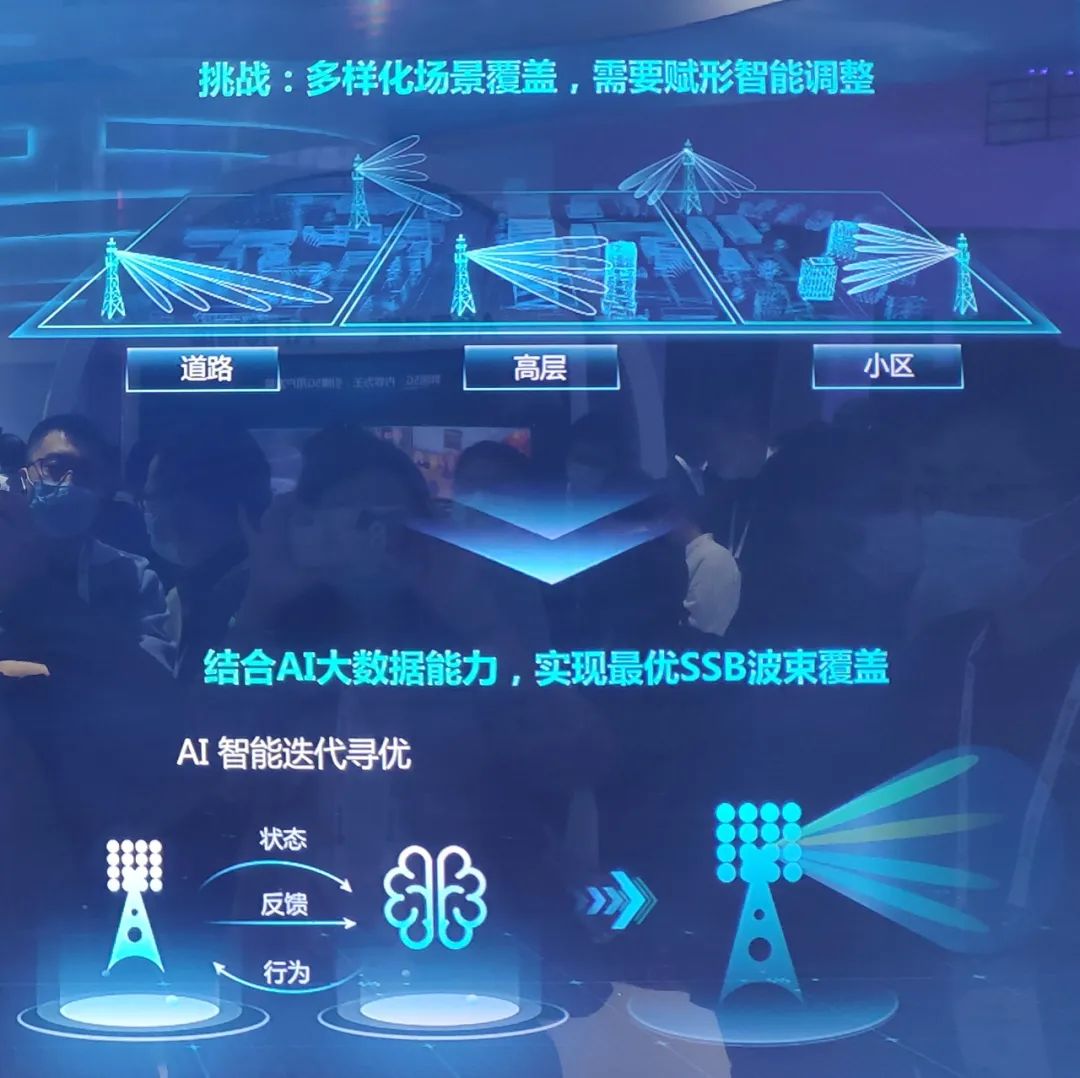 挑战：多样化场景覆盖，需要赋形智能调整
道路
高层
小区
结合AI大数据能力，实现最优SSB波束覆盖
AI 智能迭代寻优
状态
反馈
行为